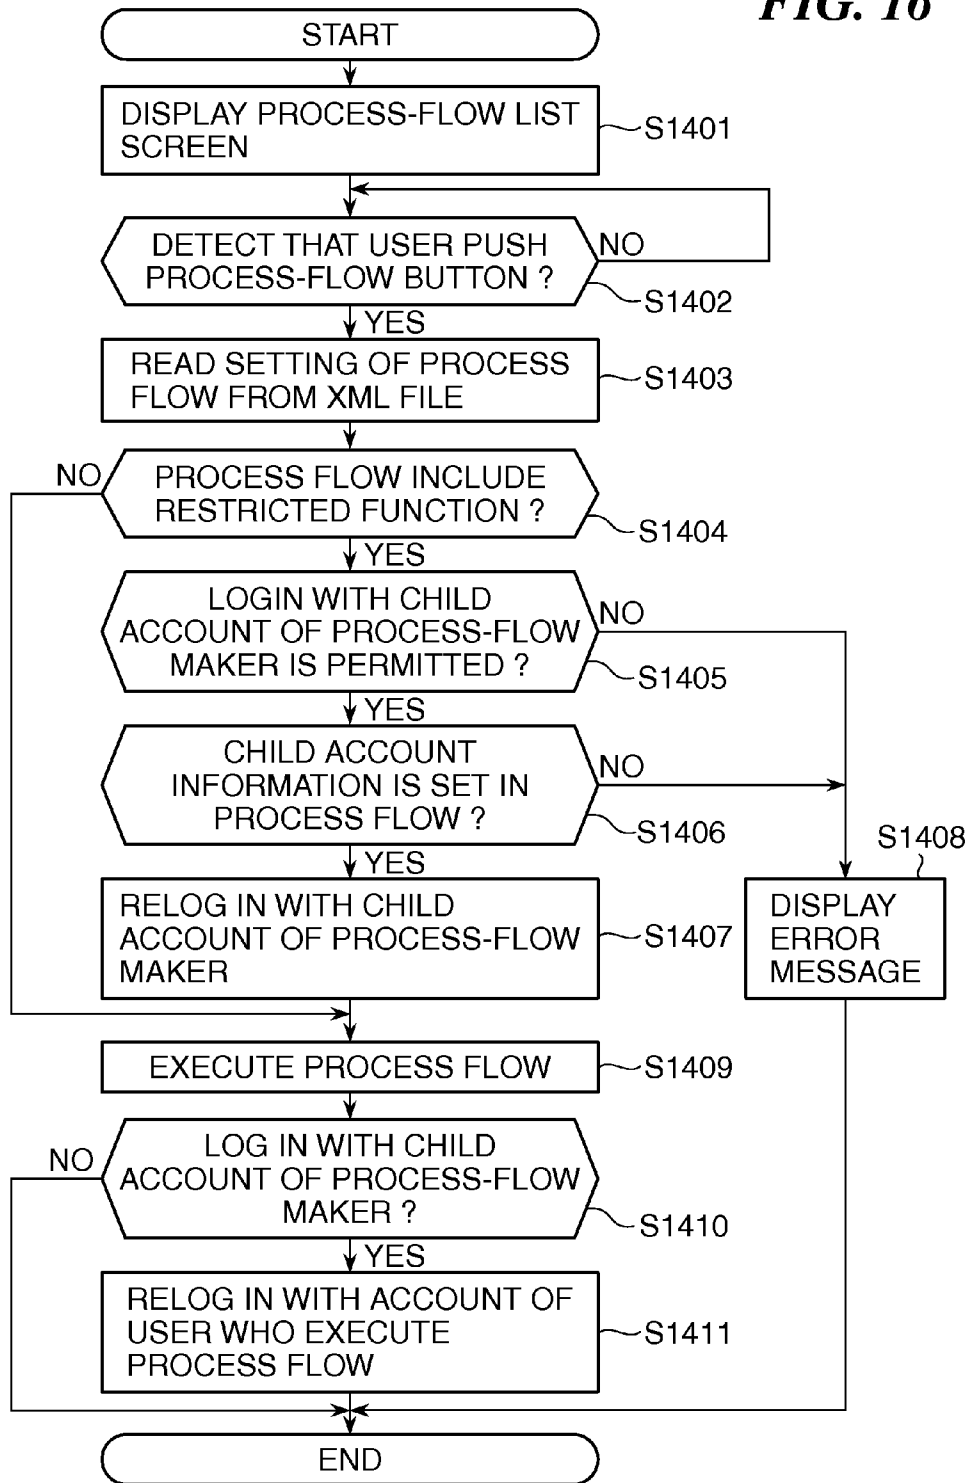 FIG. 16
START
DISPLAY PROCESS-FLOW LIST
SCREEN
S1401
DETECT THAT USER PUSH
PROCESS-FLOW BUTTON ?
NO
S1402
YES
READ SETTING OF PROCESS
FLOW FROM XML FILE
S1403
NO
PROCESS FLOW INCLUDE
RESTRICTED FUNCTION ?
S1404
YES
LOGIN WITH CHILD
ACCOUNT OF PROCESS-FLOW
MAKER IS PERMITTED ?
NO
S1405
YES
CHILD ACCOUNT
INFORMATION IS SET IN
PROCESS FLOW ?
NO
S1406
YES
RELOG IN WITH CHILD
ACCOUNT OF PROCESS-FLOW
MAKER
S1407
S1408
DISPLAY
ERROR
MESSAGE
EXECUTE PROCESS FLOW
S1409
NO
LOG IN WITH CHILD
ACCOUNT OF PROCESS-FLOW
MAKER ?
S1410
YES
RELOG IN WITH ACCOUNT OF
USER WHO EXECUTE
PROCESS FLOW
S1411
END